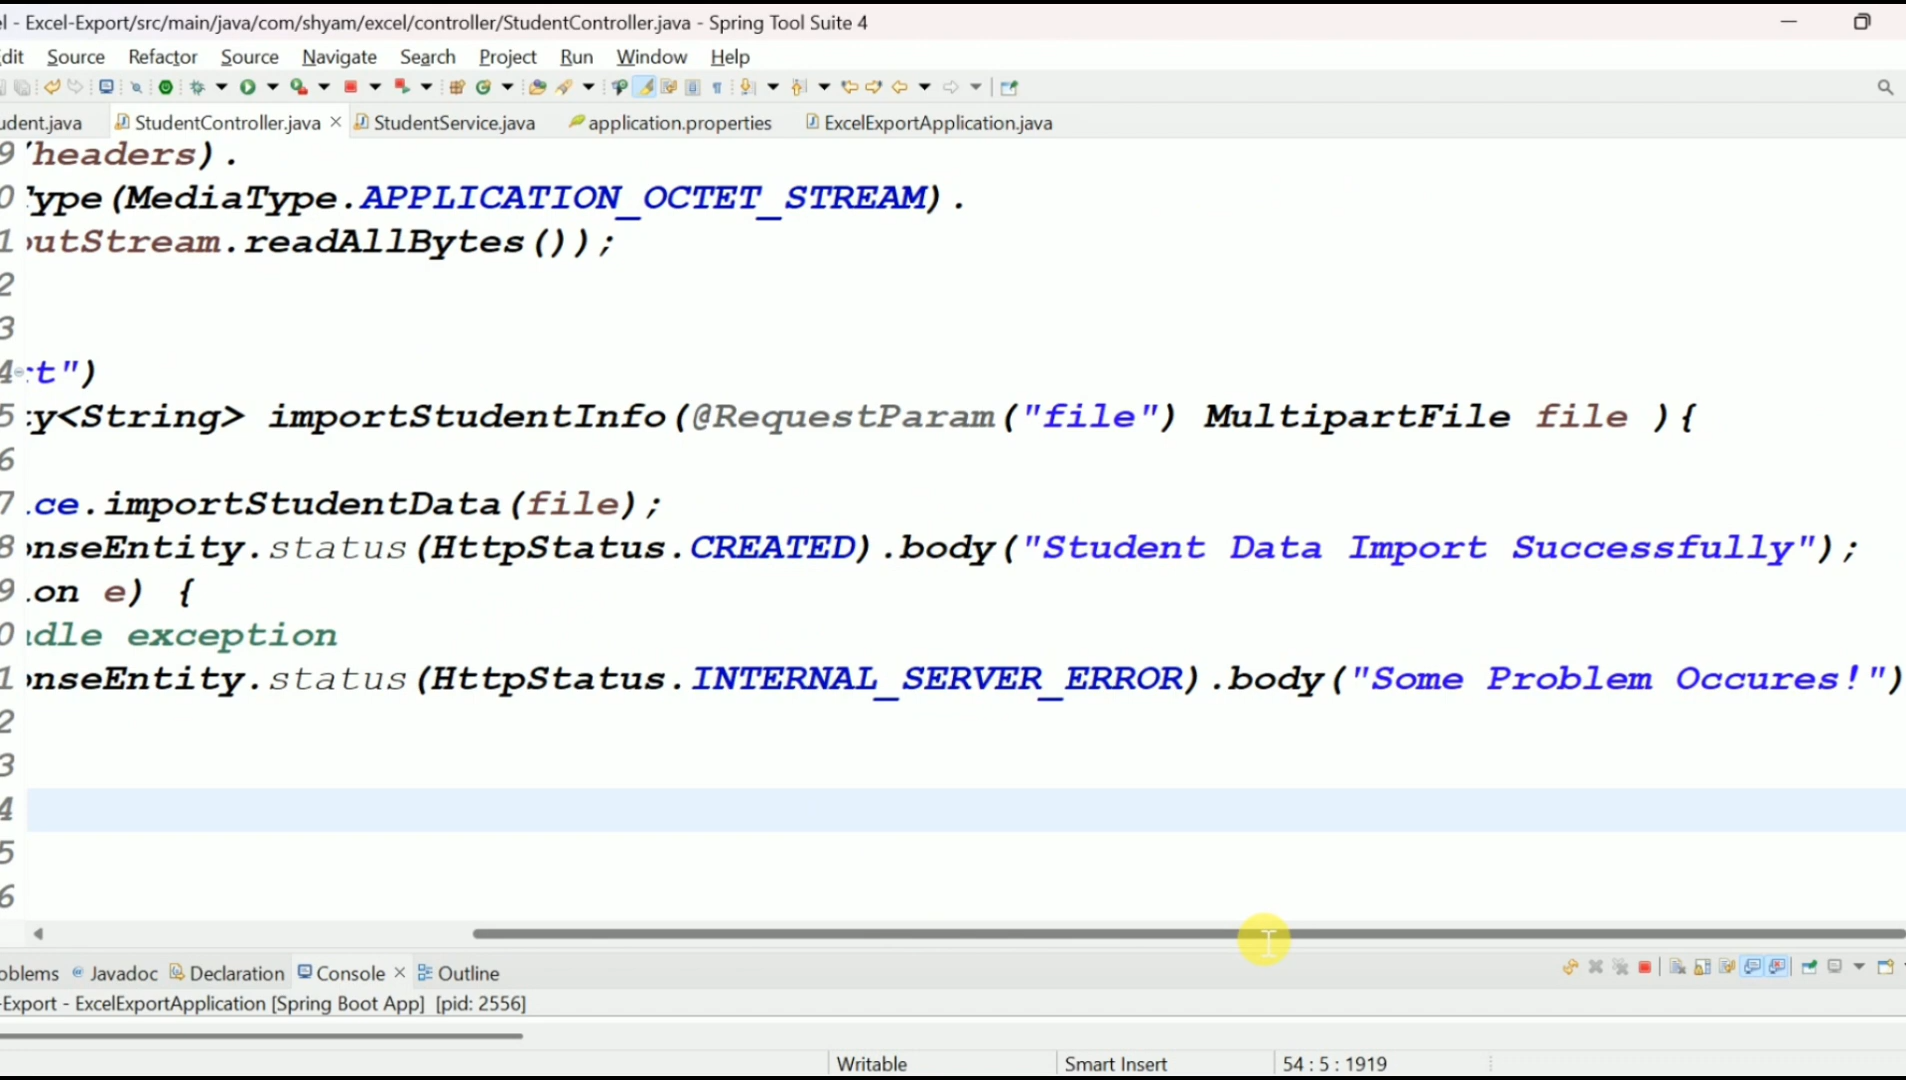 l - Excel-Export/src/main/java/com/shyam/excel/controller/StudentController.java - Spring Tool Suite 4
dit Source Refactor Source Navigate Search Project Run Window Help
udent.java StudentController.java StudentService.java application.properties ExcelExportApplication.java
9 headers).
0 ype(MediaType.APPLICATION_OCTET_STREAM).
1 utStream.readAllBytes());
2
3
4 t")
5 y<String> importStudentInfo(@RequestParam("file") MultipartFile file ){
6
7 ce.importStudentData(file);
8 nseEntity.status(HttpStatus.CREATED).body("Student Data Import Successfully");
9 on e) {
0 dle exception
1 nseEntity.status(HttpStatus.INTERNAL_SERVER_ERROR).body("Some Problem Occures!")
2
3
4
5
6
oblems Javadoc Declaration Console Outline
-Export - ExcelExportApplication [Spring Boot App] [pid: 2556]
Writable Smart Insert 54 : 5 : 1919